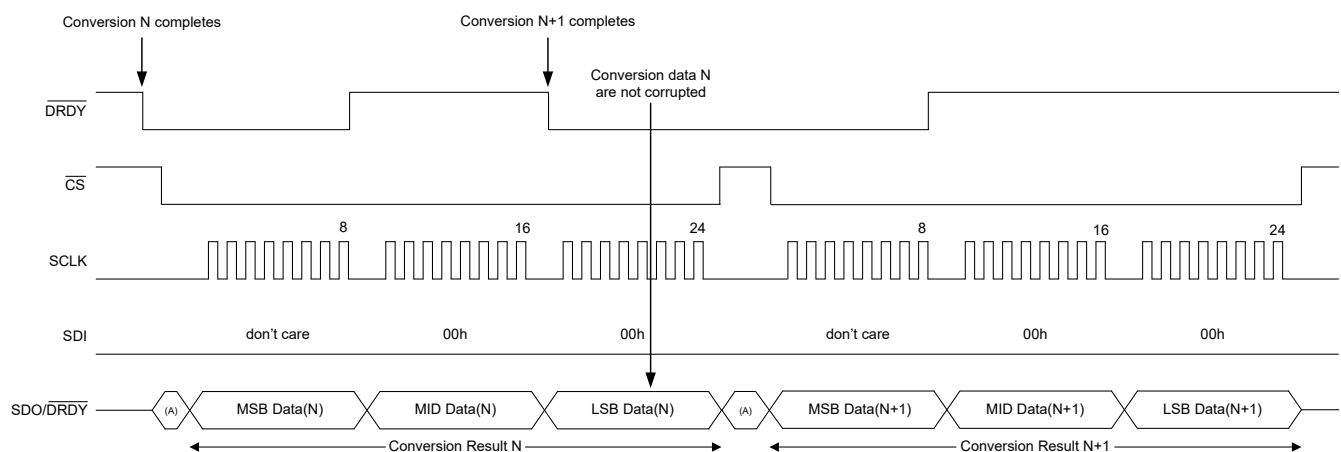 Conversion N completes
Conversion N+1 completes
Conversion data N
are not corrupted
DRDY
CS
8
16
24
8
16
24
SCLK
SDI
don't care
00h
00h
don't care
00h
00h
SDO/DRDY
(A)
MSB Data(N)
MID Data(N)
LSB Data(N)
(A)
MSB Data(N+1)
MID Data(N+1)
LSB Data(N+1)
Conversion Result N
Conversion Result N+1